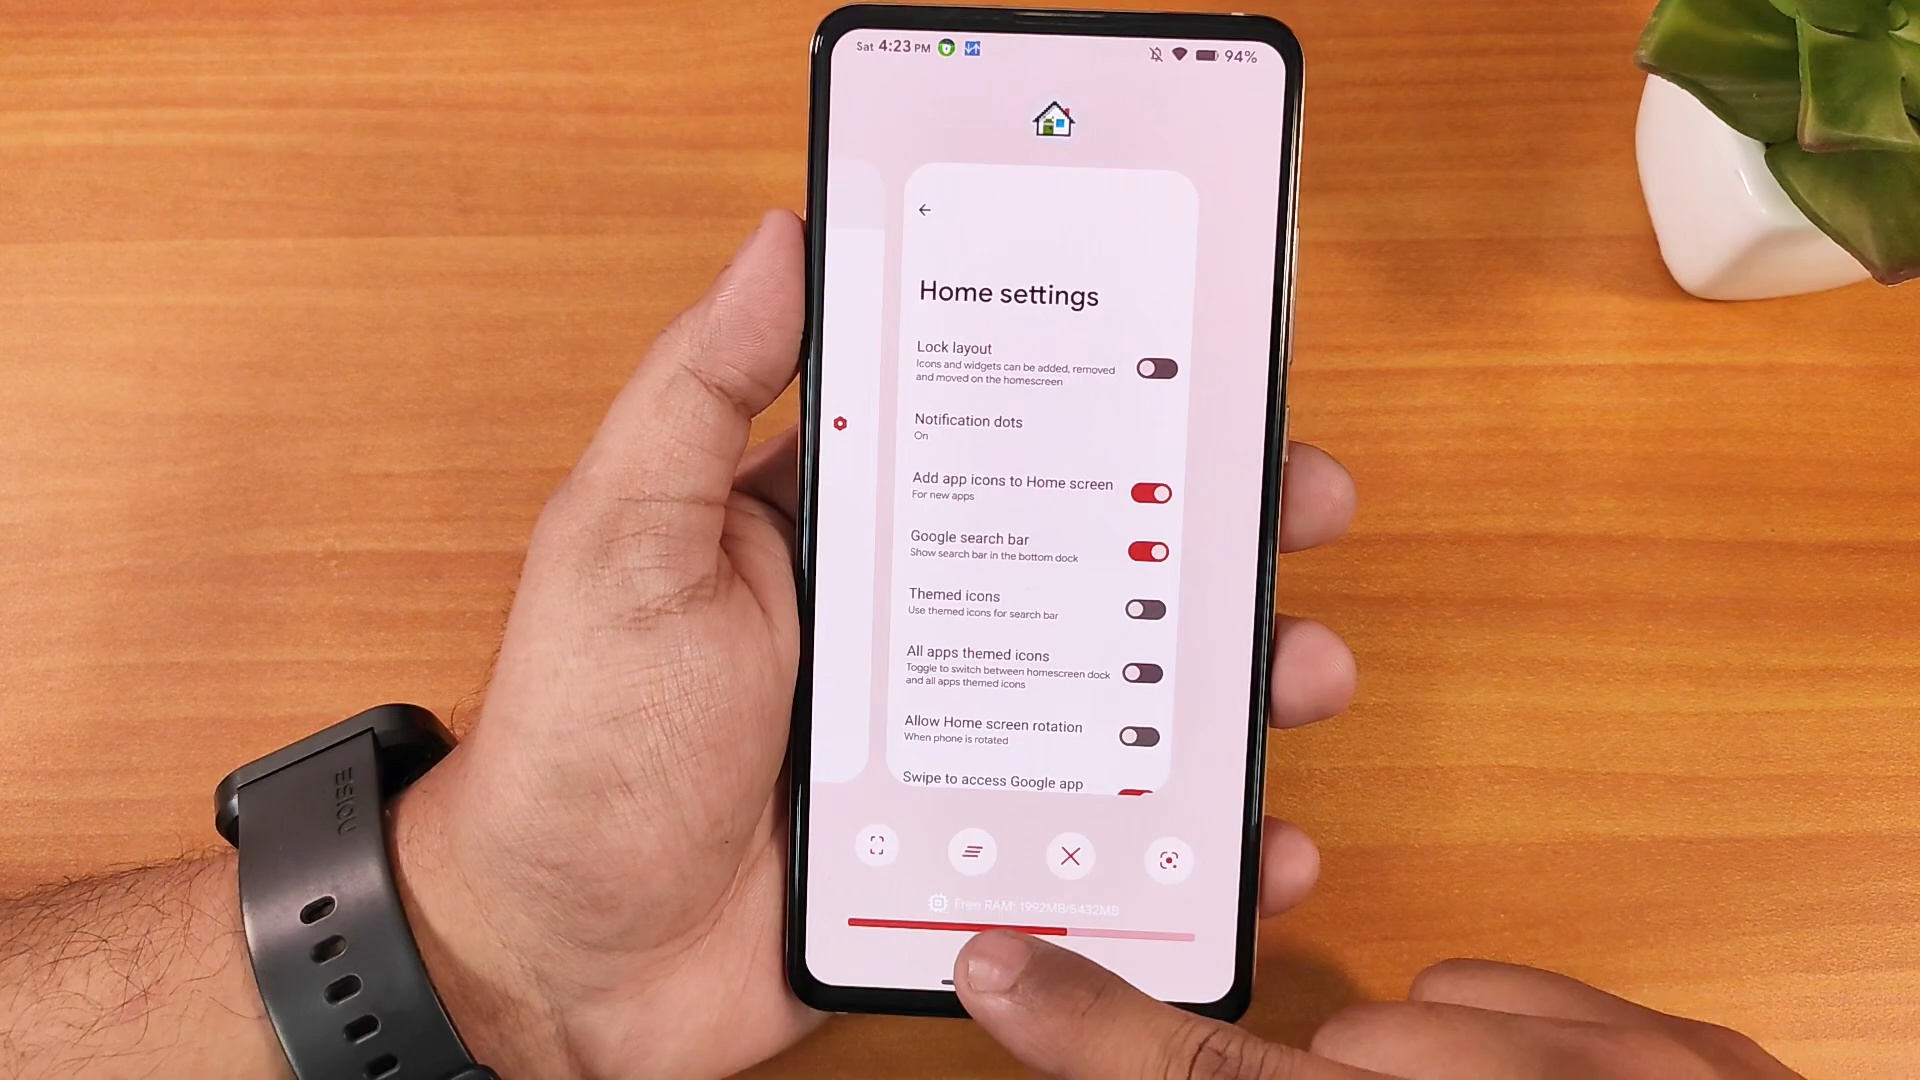 Sat 4:23 PM
94%
Home settings
Lock layout
Icons and widgets can be added, removed
and moved on the homescreen
Notification dots
On
Add app icons to Home screen
For new apps
Google search bar
Show search bar in the bottom dock
Themed icons
Use themed icons for search bar
All apps themed icons
Toggle to switch between homescreen dock
and all apps themed icons
Allow Home screen rotation
When phone is rotated
Swipe to access Google app
Free RAM: 1992MB/5432MB
NOISE